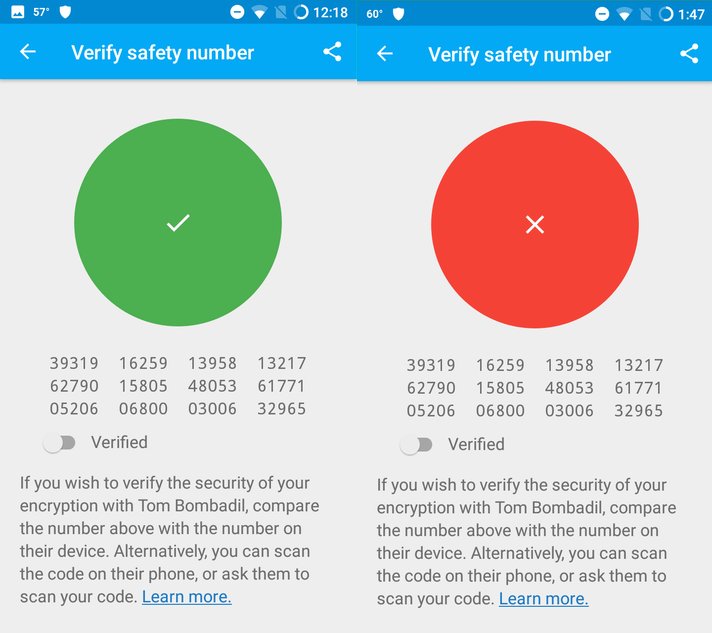 57° 12:18
Verify safety number
39319 16259 13958 13217
62790 15805 48053 61771
05206 06800 03006 32965
Verified
If you wish to verify the security of your
encryption with Tom Bombadil, compare
the number above with the number on
their device. Alternatively, you can scan
the code on their phone, or ask them to
scan your code. Learn more.
60° 1:47
Verify safety number
39319 16259 13958 13217
62790 15805 48053 61771
05206 06800 03006 32965
Verified
If you wish to verify the security of your
encryption with Tom Bombadil, compare
the number above with the number on
their device. Alternatively, you can scan
the code on their phone, or ask them to
scan your code. Learn more.